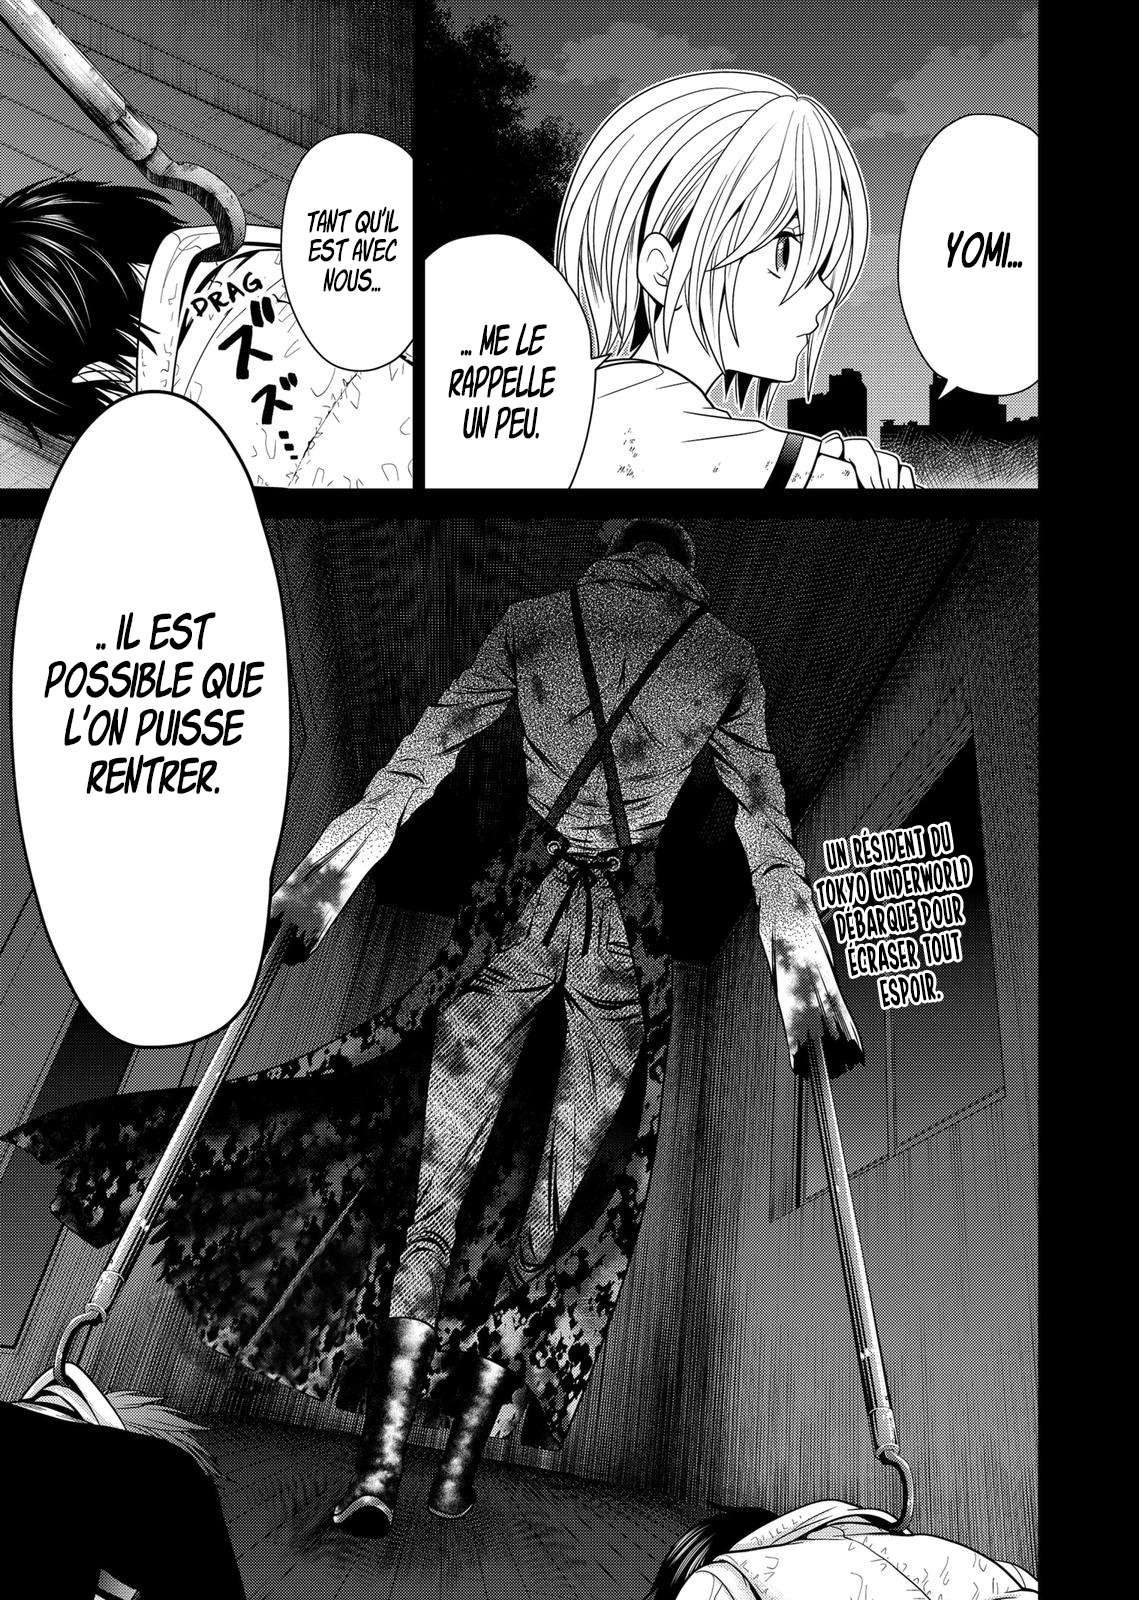 YOMI...
... ME LE
RAPPELLE
UN PEU.
TANT QU'IL
EST AVEC
NOUS...
DRAG
ズズ...
.. IL EST
POSSIBLE QUE
L'ON PUISSE
RENTRER.
UN RÉSIDENT DU
TOKYO UNDERWORLD
DÉBARQUE POUR
ÉCRASER TOUT
ESPOIR.